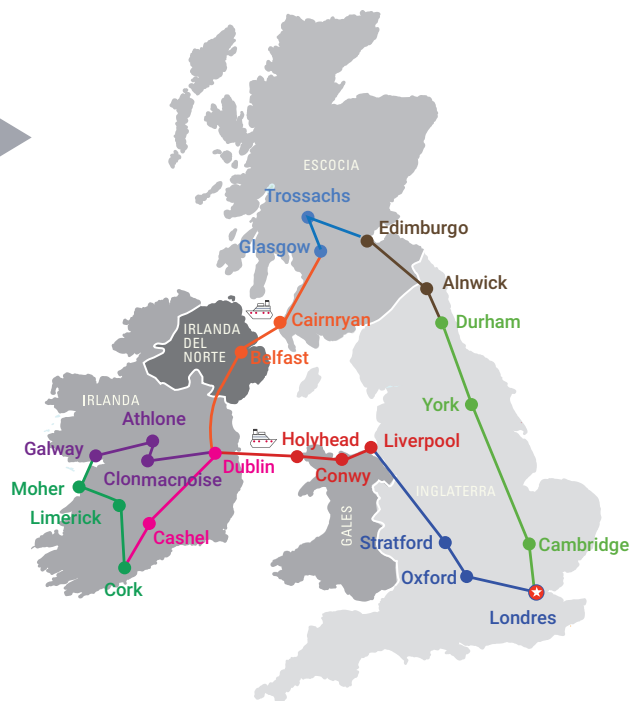 ESCOCIA
Trossachs
Edimburgo
Glasgow
Alnwick
Cairnryan
Durham
IRLANDA
DEL
NORTE
Belfast
IRLANDA
York
Athlone
Galway
Holyhead
Liverpool
Clonmacnoise
Dublin
Conwy
Moher
INGLATERRA
Limerick
GALES
Cashel
Stratford
Cambridge
Oxford
Cork
Londres